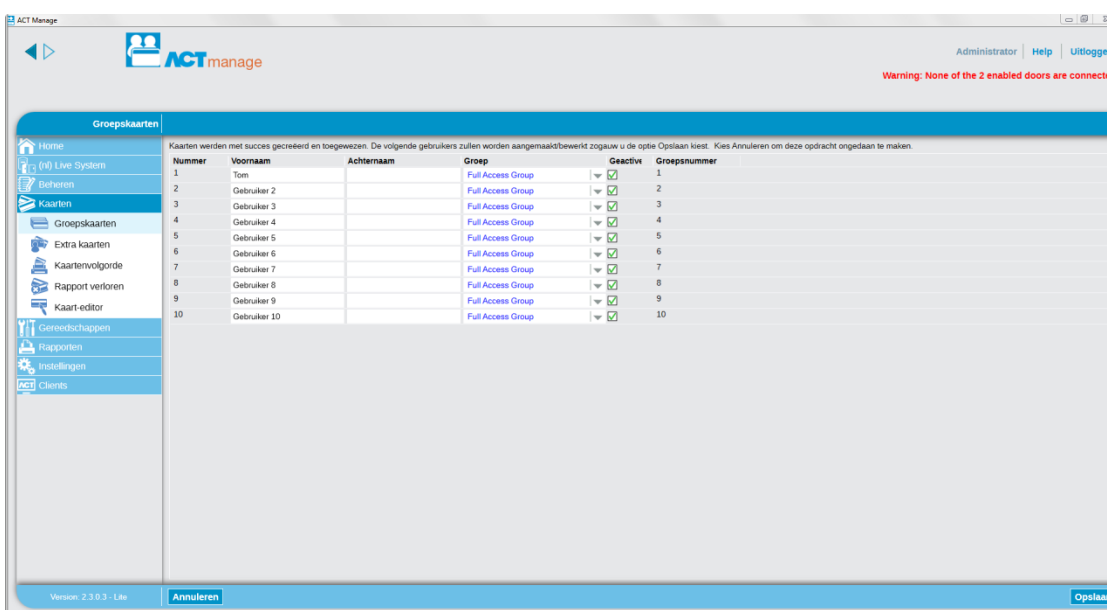 ACT Manage
ACTmanage
Administrator | Help | Uitlogge
Warning: None of the 2 enabled doors are connecte
Groepskaarten
Home
(nl) Live System
Beheren
Kaarten
Groepskaarten
Extra kaarten
Kaartenvolgorde
Rapport verloren
Kaart-editor
Gereedschappen
Rapporten
Instellingen
ACT Clients
Kaarten werden met succes gecreëerd en toegewezen. De volgende gebruikers zullen worden aangemaakt/bewerkt zogauw u de optie Opslaan kiest. Kies Annuleren om deze opdracht ongedaan te maken.
Nummer Voornaam Achternaam Groep Geactive Groepsnummer
1 Tom Full Access Group 1
2 Gebruiker 2 Full Access Group 2
3 Gebruiker 3 Full Access Group 3
4 Gebruiker 4 Full Access Group 4
5 Gebruiker 5 Full Access Group 5
6 Gebruiker 6 Full Access Group 6
7 Gebruiker 7 Full Access Group 7
8 Gebruiker 8 Full Access Group 8
9 Gebruiker 9 Full Access Group 9
10 Gebruiker 10 Full Access Group 10
Version: 2.3.0.3 - Lite
Annuleren
Opslaa